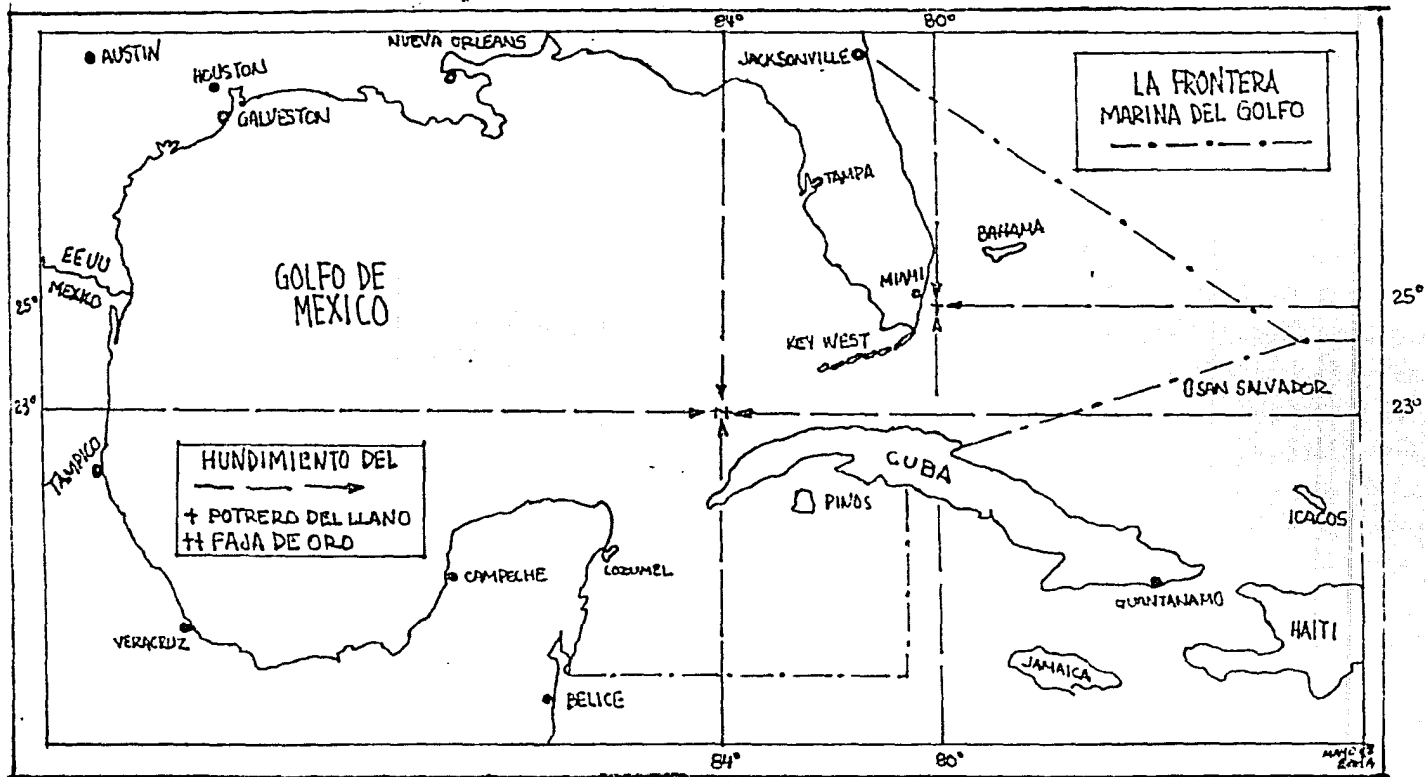 84°
80°
AUSTIN
HOUSTON
GALVESTON
NUEVA ORLEANS
JACKSONVILLE
LA FRONTERA
MARINA DEL GOLFO
TAMPA
BAHAMA
EEUU
MEXICO
GOLFO DE
MEXICO
MIAMI
25°
25°
KEY WEST
SAN SALVADOR
23°
23°
TAMPICO
HUNDIMIENTO DEL
+ POTRERO DEL LLANO
++ FAJA DE ORO
CUBA
PINOS
ICACOS
CAMPECHE
COZUMEL
GUINTANAMO
VERACRUZ
HAITI
JAMAICA
BELICE
84°
80°